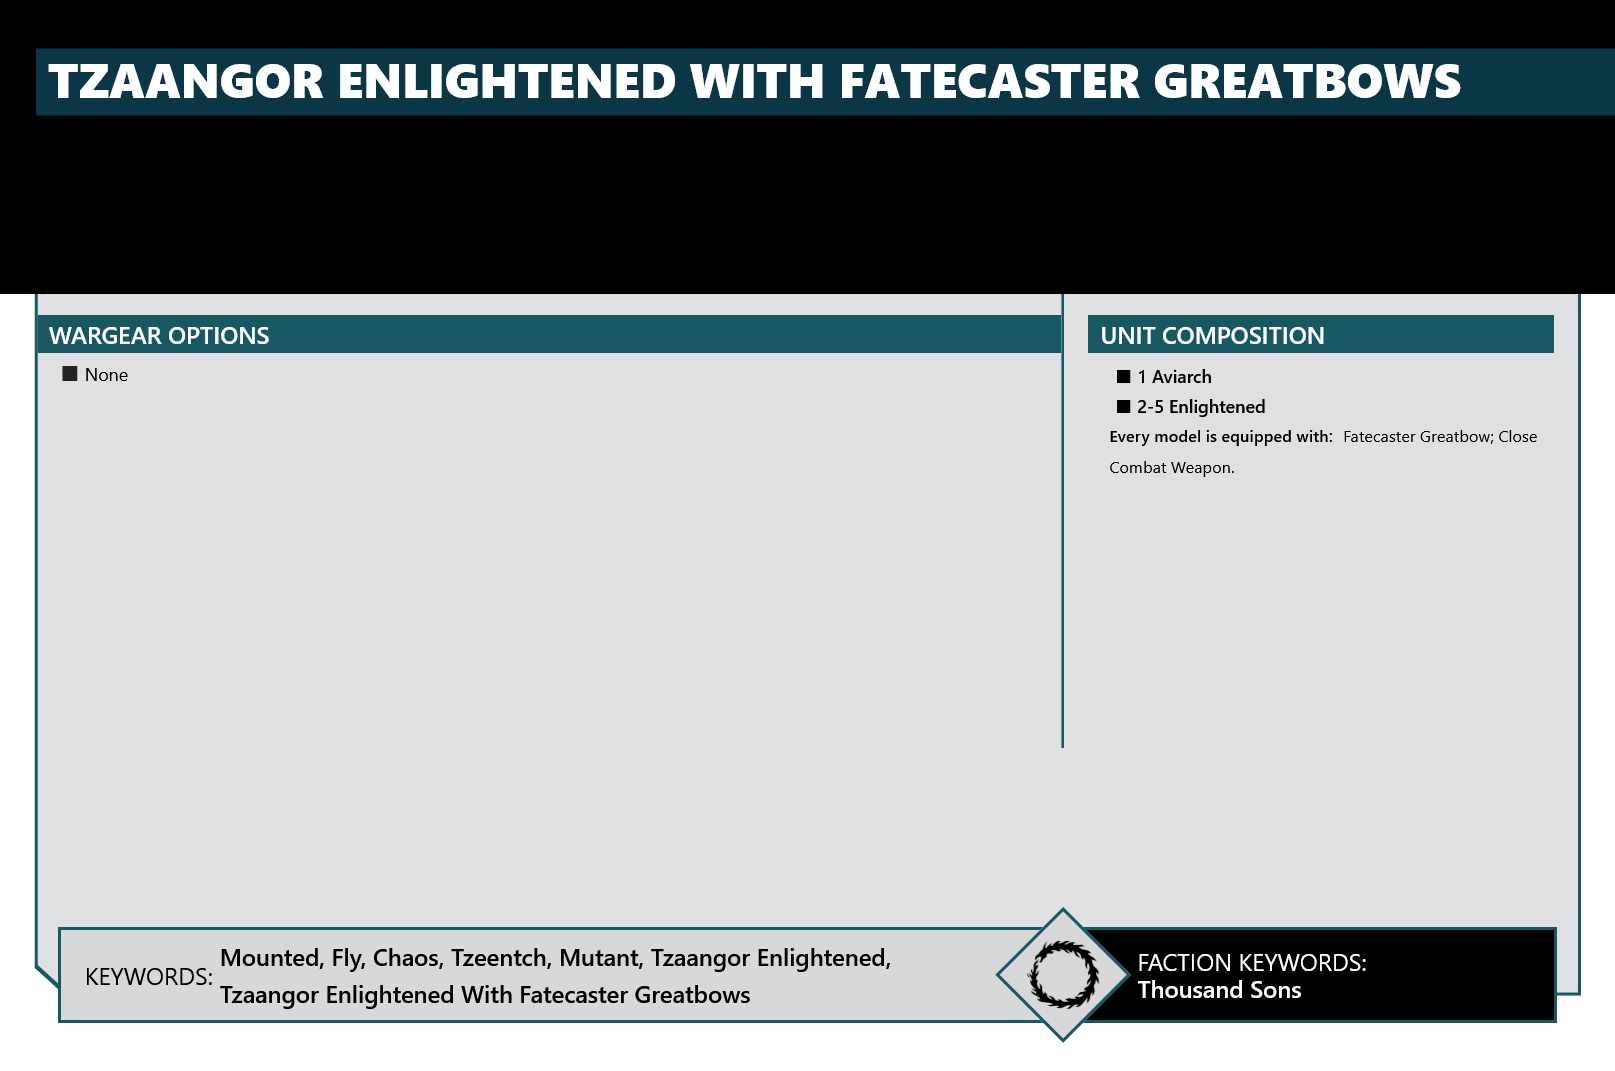 TZAANGOR ENLIGHTENED WITH FATECASTER GREATBOWS
WARGEAR OPTIONS
■ None
UNIT COMPOSITION
■ 1 Aviarch
■ 2-5 Enlightened
Every model is equipped with: Fatecaster Greatbow; Close
Combat Weapon.
KEYWORDS: Mounted, Fly, Chaos, Tzeentch, Mutant, Tzaangor Enlightened,
Tzaangor Enlightened With Fatecaster Greatbows
FACTION KEYWORDS:
Thousand Sons